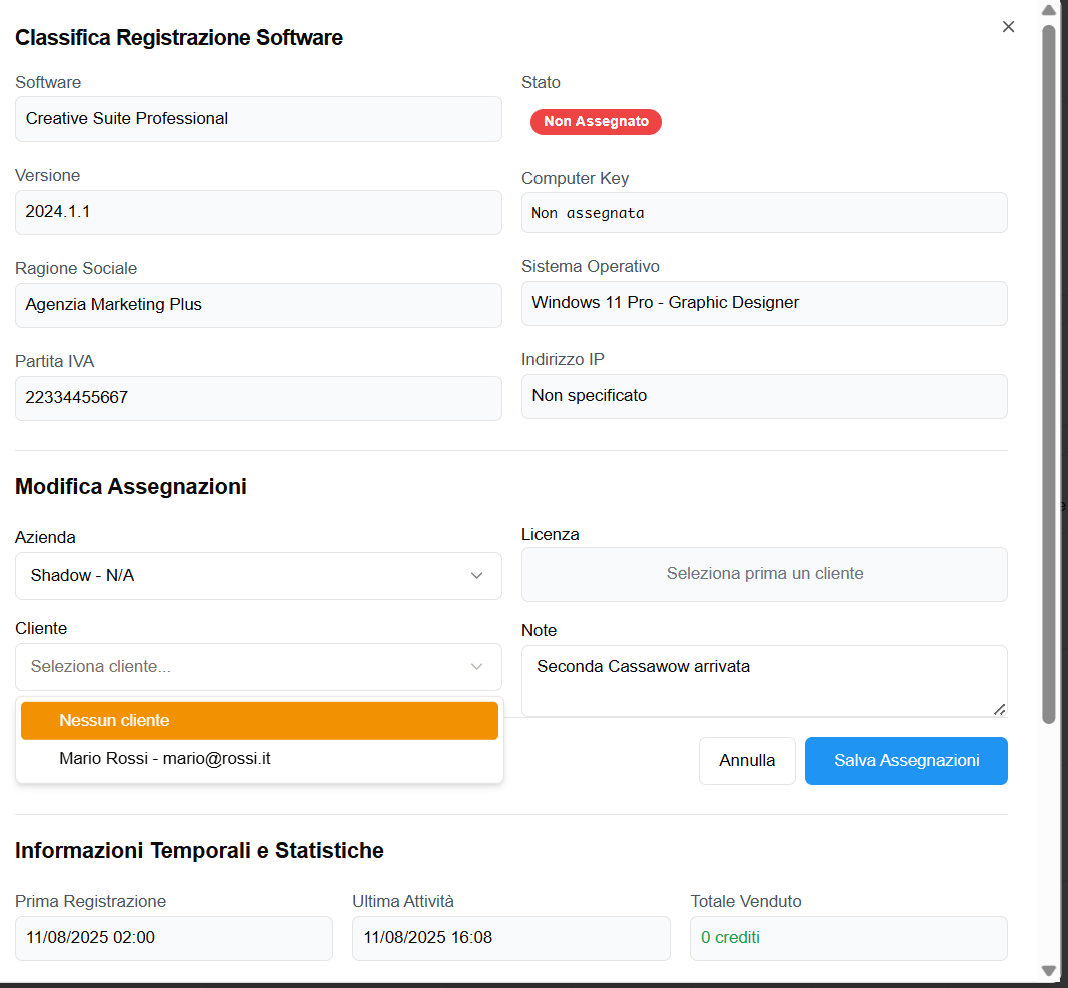 Classifica Registrazione Software
Software
Stato
Creative Suite Professional
Non Assegnato
Versione
Computer Key
2024.1.1
Non assegnata
Ragione Sociale
Sistema Operativo
Agenzia Marketing Plus
Windows 11 Pro - Graphic Designer
Partita IVA
Indirizzo IP
22334455667
Non specificato
Modifica Assegnazioni
Azienda
Licenza
Shadow - N/A
Seleziona prima un cliente
Cliente
Note
Seleziona cliente...
Seconda Cassawow arrivata
Nessun cliente
Mario Rossi - mario@rossi.it
Annulla
Salva Assegnazioni
Informazioni Temporali e Statistiche
Prima Registrazione
Ultima Attività
Totale Venduto
11/08/2025 02:00
11/08/2025 16:08
0 crediti